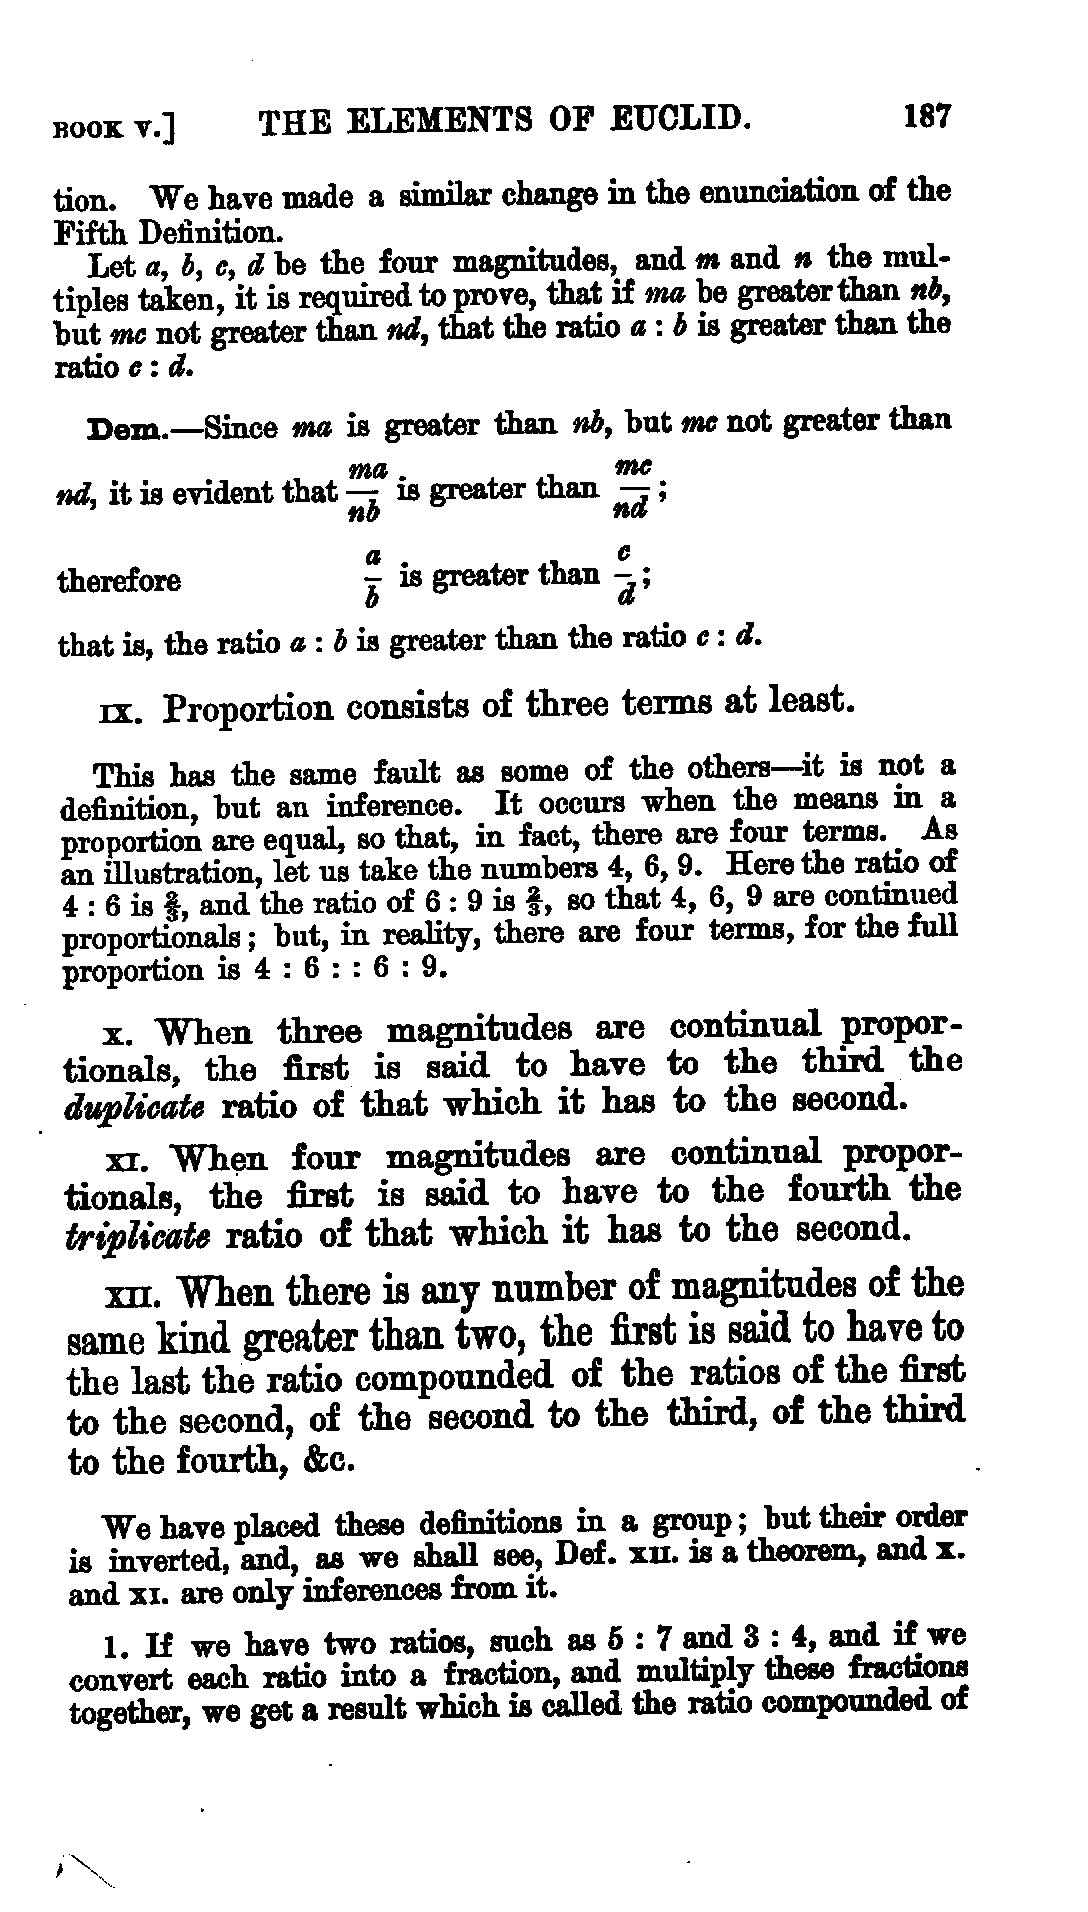 BOOK V.] THE ELEMENTS OF EUCLID. 187
tion. We have made a similar change in the enunciation of the
Fifth Definition.
Let a, b, c, d be the four magnitudes, and m and n the mul-
tiples taken, it is required to prove, that if ma be greater than nb,
but mc not greater than nd, that the ratio a : b is greater than the
ratio c : d.
Dem.—Since ma is greater than nb, but mc not greater than
nd, it is evident that ma/nb is greater than mc/nd ;
therefore a/b is greater than c/d ;
that is, the ratio a : b is greater than the ratio c : d.
IX. Proportion consists of three terms at least.
This has the same fault as some of the others—it is not a
definition, but an inference. It occurs when the means in a
proportion are equal, so that, in fact, there are four terms. As
an illustration, let us take the numbers 4, 6, 9. Here the ratio of
4 : 6 is ⅔, and the ratio of 6 : 9 is ⅔, so that 4, 6, 9 are continued
proportionals ; but, in reality, there are four terms, for the full
proportion is 4 : 6 : : 6 : 9.
X. When three magnitudes are continual propor-
tionals, the first is said to have to the third the
duplicate ratio of that which it has to the second.
XI. When four magnitudes are continual propor-
tionals, the first is said to have to the fourth the
triplicate ratio of that which it has to the second.
XII. When there is any number of magnitudes of the
same kind greater than two, the first is said to have to
the last the ratio compounded of the ratios of the first
to the second, of the second to the third, of the third
to the fourth, &c.
We have placed these definitions in a group ; but their order
is inverted, and, as we shall see, Def. XII. is a theorem, and X.
and XI. are only inferences from it.
1. If we have two ratios, such as 5 : 7 and 3 : 4, and if we
convert each ratio into a fraction, and multiply these fractions
together, we get a result which is called the ratio compounded of